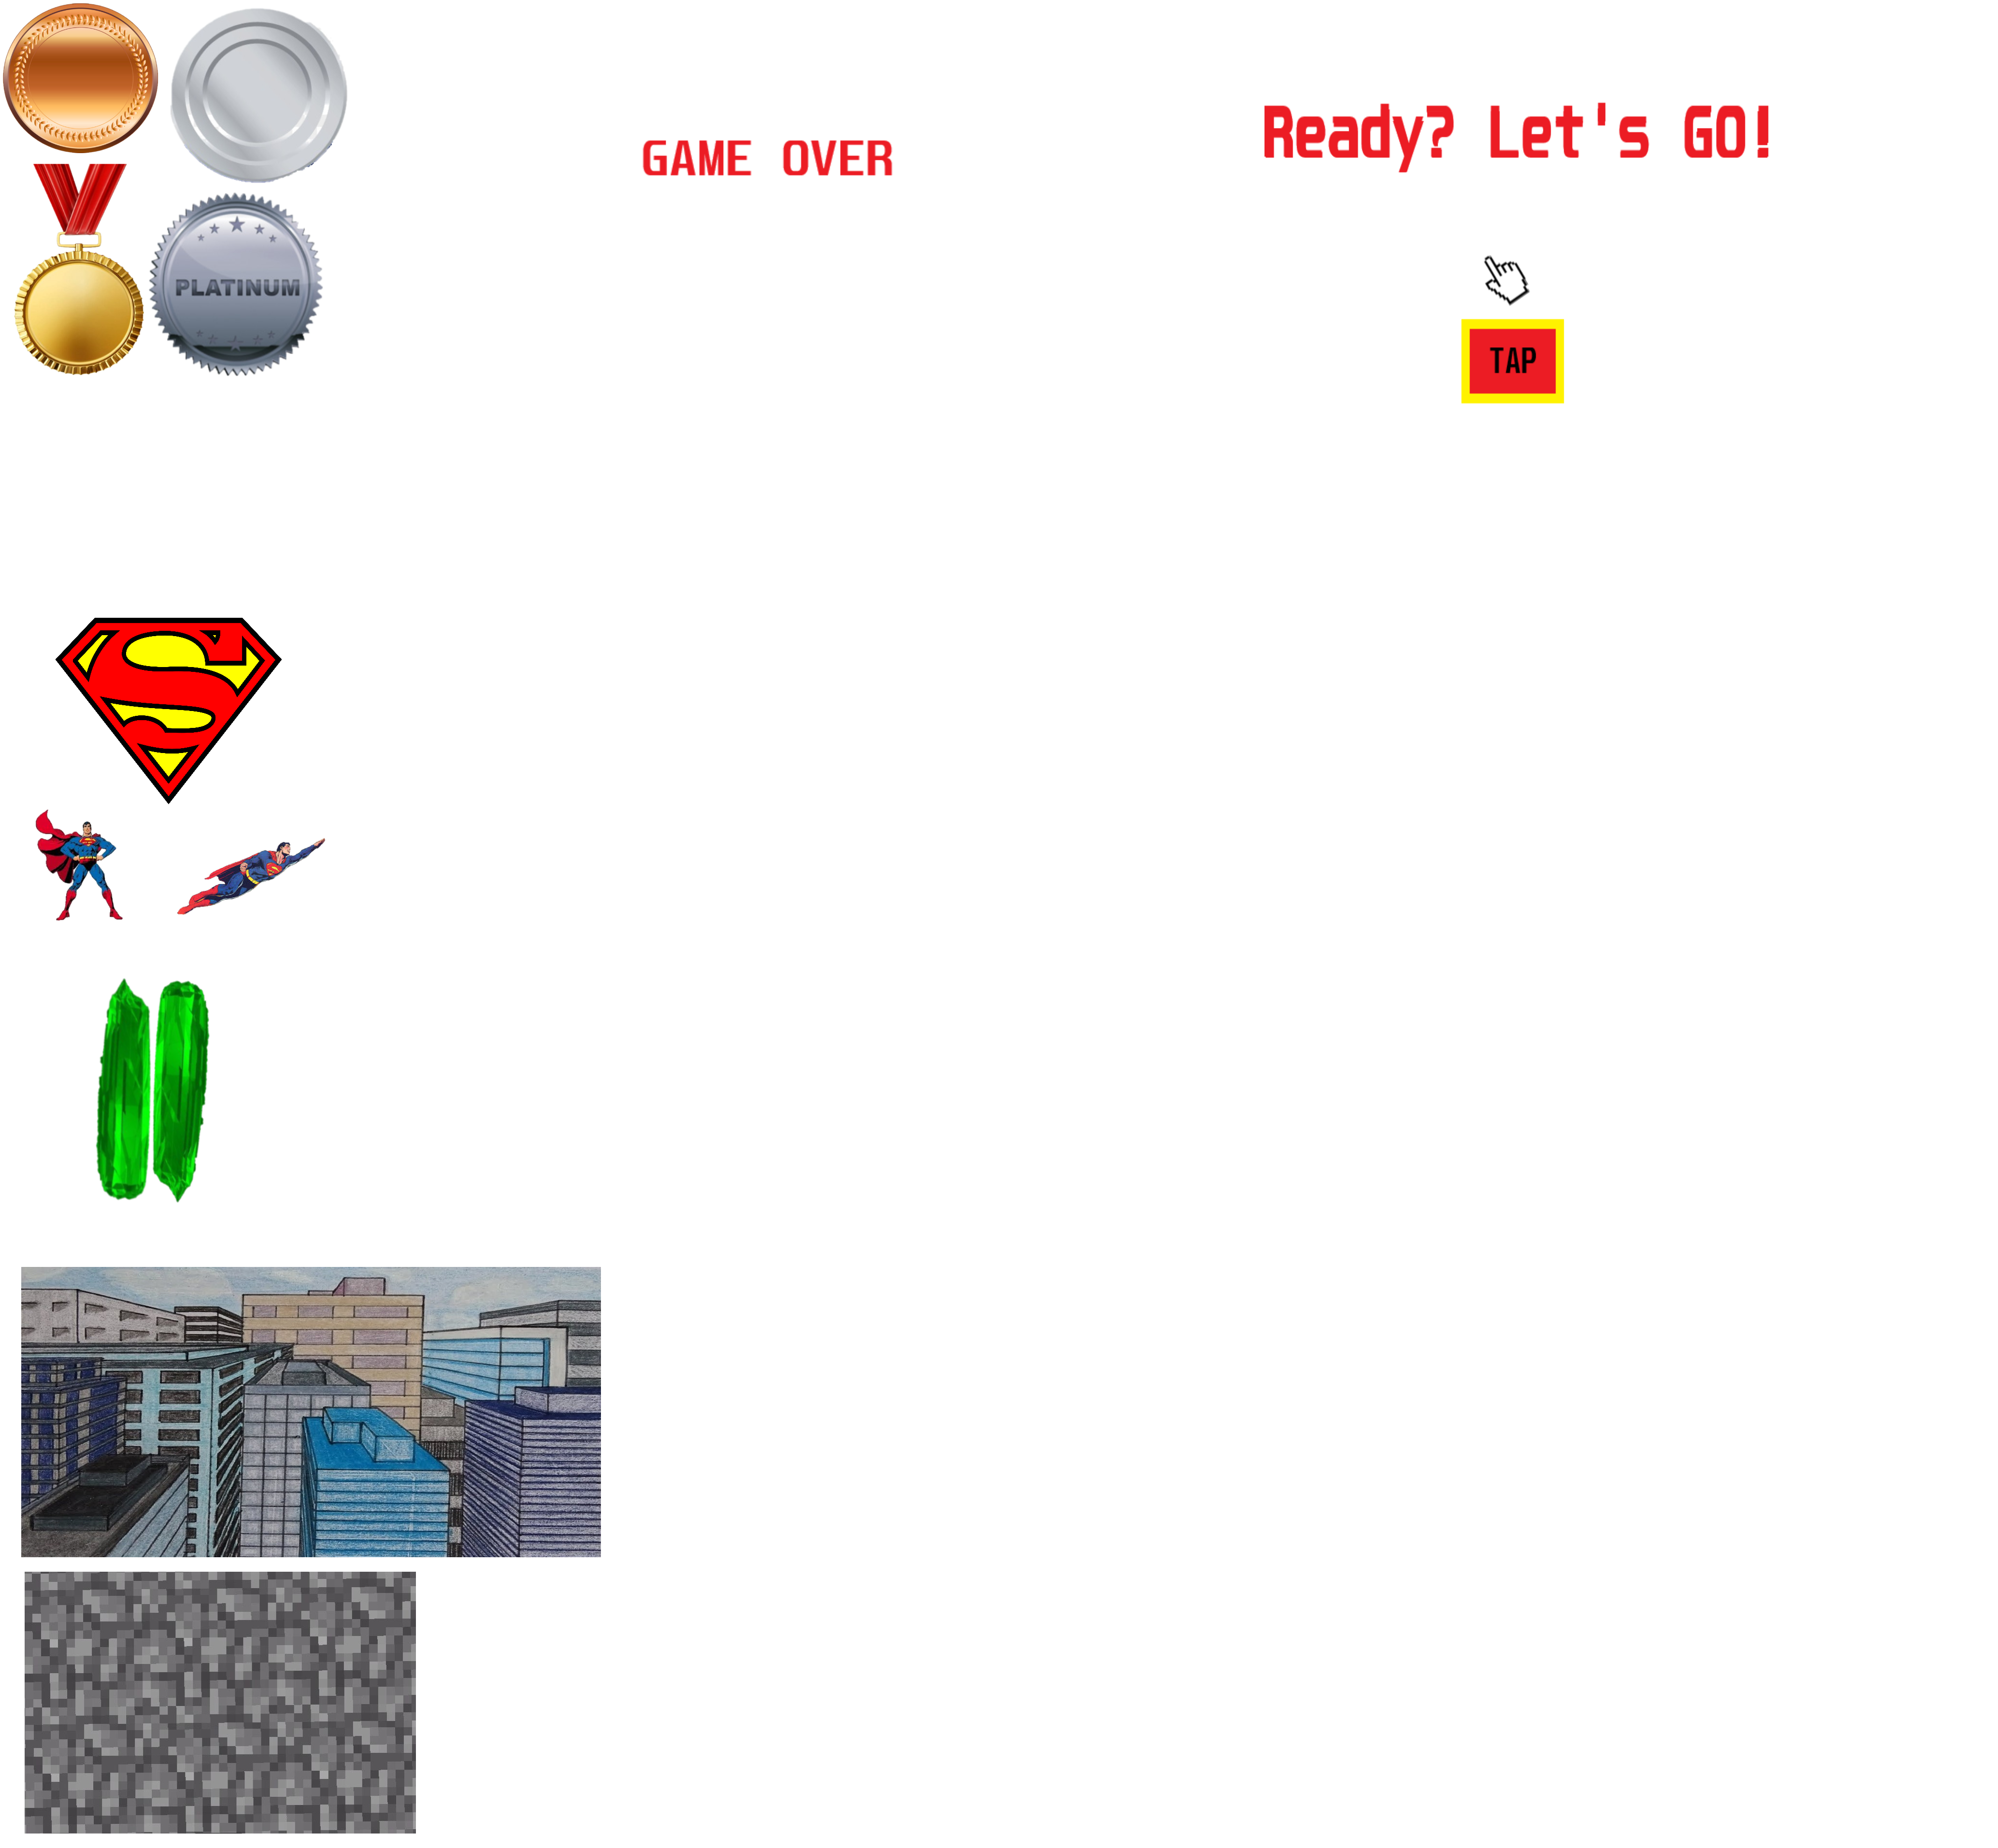 Ready? Let's GO!
GAME OVER
PLATINUM
TAP
S